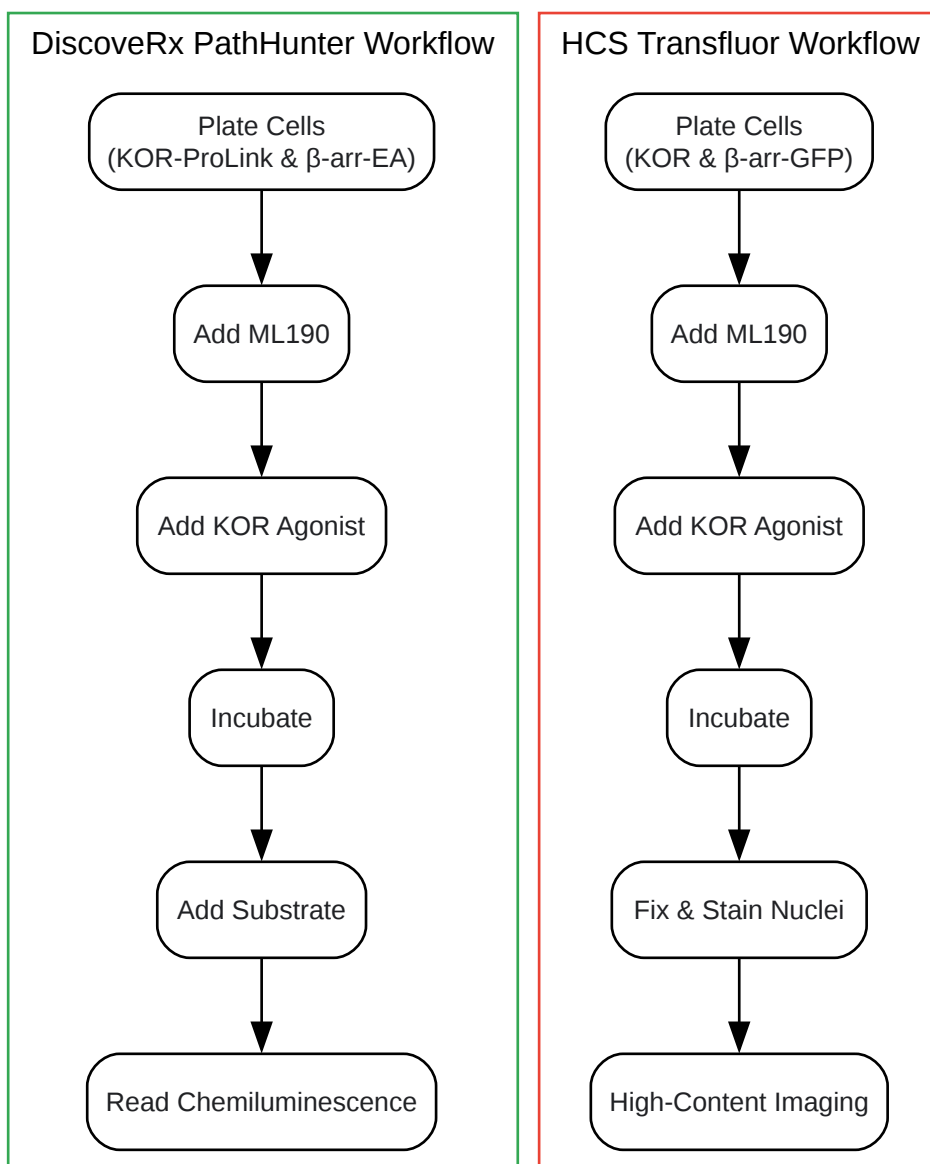 DiscoveRx PathHunter Workflow
Plate Cells
(KOR-ProLink & β-arr-EA)
Add ML190
Add KOR Agonist
Incubate
Add Substrate
Read Chemiluminescence
HCS Transfluor Workflow
Plate Cells
(KOR & β-arr-GFP)
Add ML190
Add KOR Agonist
Incubate
Fix & Stain Nuclei
High-Content Imaging